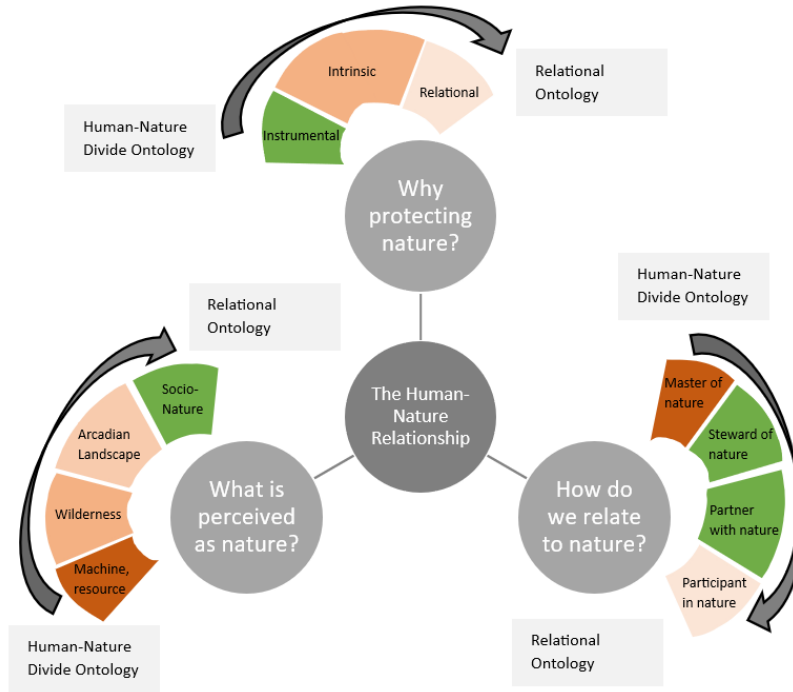 Intrinsic
Relational
Instrumental
Relational
Ontology
Human-Nature
Divide Ontology
Why
protecting
nature?
Human-Nature
Divide Ontology
Relational
Ontology
The Human-
Nature
Relationship
Socio-
Nature
Arcadian
Landscape
Wilderness
Machine,
resource
What is
perceived
as nature?
Human-Nature
Divide Ontology
Master of
nature
Steward of
nature
Partner
with nature
Participant
in nature
How do
we relate
to nature?
Relational
Ontology